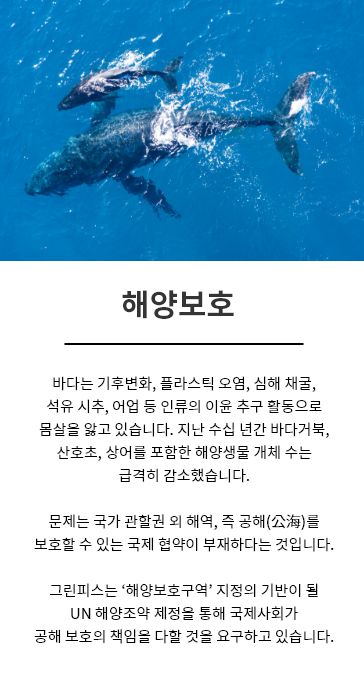 해양보호
바다는 기후변화, 플라스틱 오염, 심해 채굴,
석유 시추, 어업 등 인류의 이윤 추구 활동으로
몸살을 앓고 있습니다. 지난 수십 년간 바다거북,
산호초, 상어를 포함한 해양생물 개체 수는
급격히 감소했습니다.
문제는 국가 관할권 외 해역, 즉 공해(公海)를
보호할 수 있는 국제 협약이 부재하다는 것입니다.
그린피스는 ‘해양보호구역’ 지정의 기반이 될
UN 해양조약 제정을 통해 국제사회가
공해 보호의 책임을 다할 것을 요구하고 있습니다.